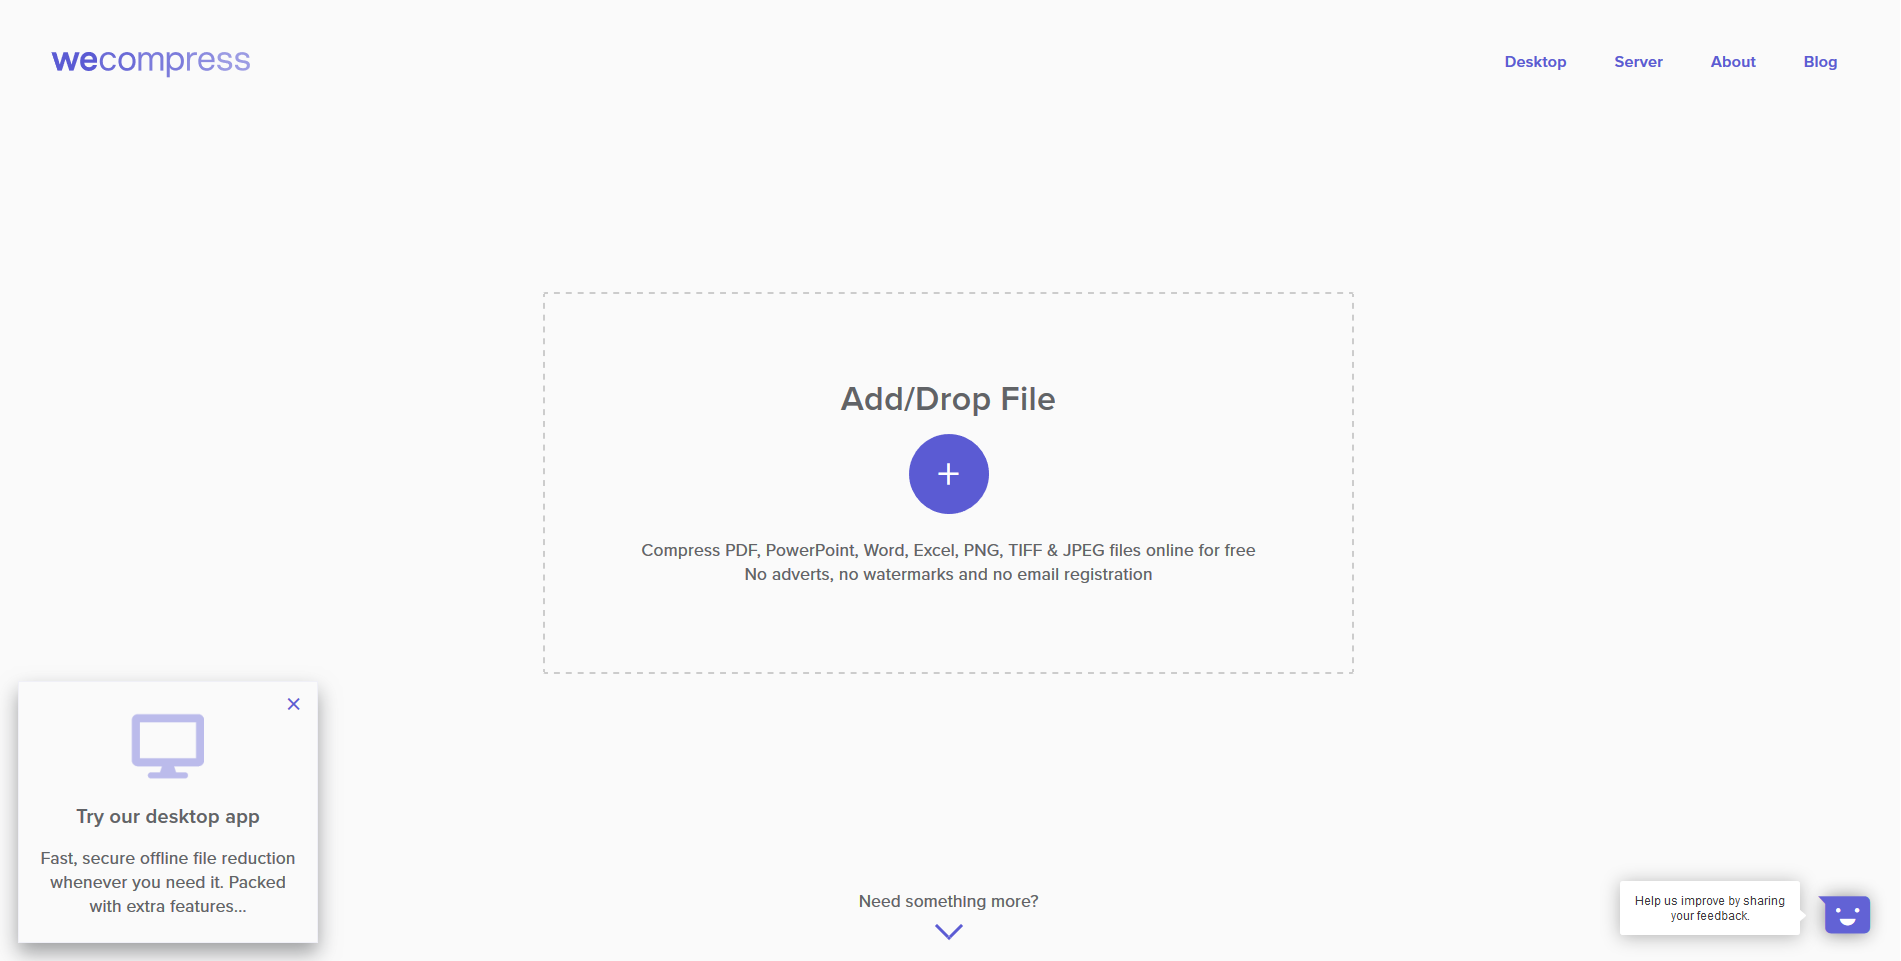 wecompress
Desktop
Server
About
Blog
Add/Drop File
Compress PDF, PowerPoint, Word, Excel, PNG, TIFF & JPEG files online for free
No adverts, no watermarks and no email registration
Try our desktop app
Fast, secure offline file reduction
whenever you need it. Packed
with extra features...
Need something more?
Help us improve by sharing
your feedback.